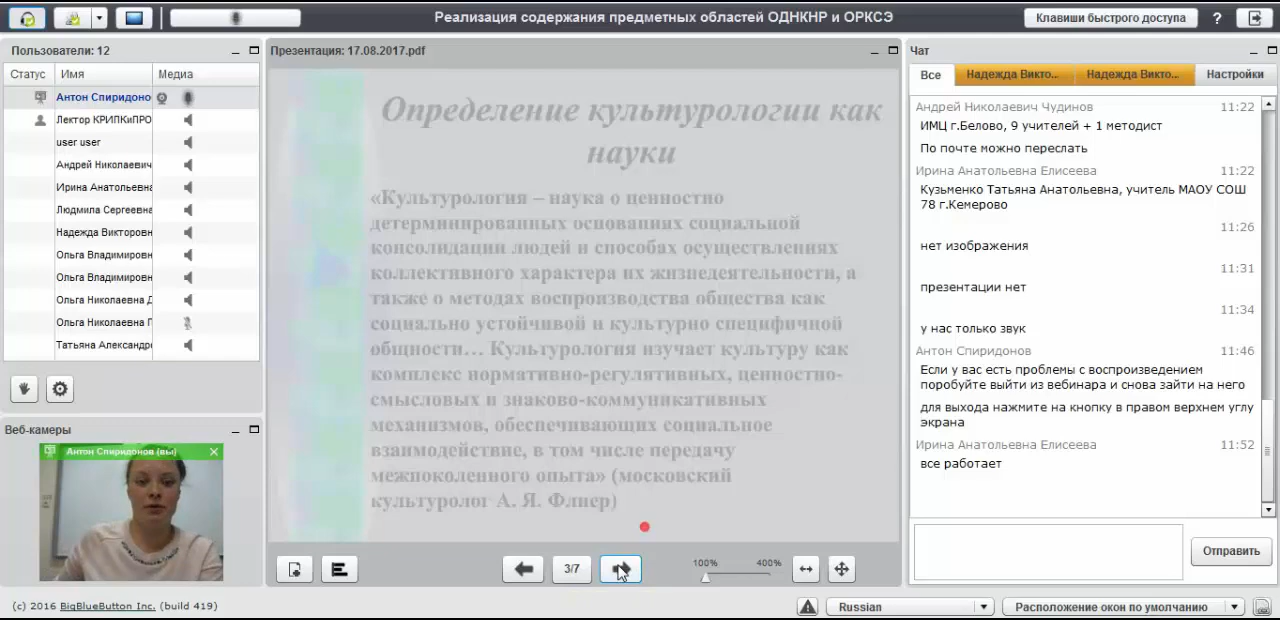 Реализация содержания предметных областей ОДНКНР и ОРКСЭ
Клавиши быстрого доступа
?
Пользователи: 12
Статус Имя Медиа
Антон Спиридоно
Лектор КРИПКиПРО
user user
Андрей Николаевич
Ирина Анатольевна
Людмила Сергеевна
Надежда Викторовн
Ольга Владимировн
Ольга Владимировн
Ольга Николаевна Д
Ольга Николаевна Г
Татьяна Александро
Веб-камеры
Антон Спиридонов (вы)
Презентация: 17.08.2017.pdf
Определение культурологии как
науки
«Культурология – наука о ценностно
детерминированных основаниях социальной
консолидации людей и способах осуществлениях
коллективного характера их жизнедеятельности, а
также о методах воспроизводства общества как
социально устойчивой и культурно специфичной
общности… Культурология изучает культуру как
комплекс нормативно-регулятивных, ценностно-
смысловых и знаково-коммуникативных
механизмов, обеспечивающих социальное
взаимодействие, в том числе передачу
межпоколенного опыта» (московский
культуролог А. Я. Флиер)
3/7
100% 400%
Чат
Все Надежда Викто... Надежда Викто... Настройки
Андрей Николаевич Чудинов 11:22
ИМЦ г.Белово, 9 учителей + 1 методист
По почте можно переслать
Ирина Анатольевна Елисеева 11:22
Кузьменко Татьяна Анатольевна, учитель МАОУ СОШ
78 г.Кемерово
11:26
нет изображения
11:31
презентации нет
11:34
у нас только звук
Антон Спиридонов 11:46
Если у вас есть проблемы с воспроизведением
поробуйте выйти из вебинара и снова зайти на него
для выхода нажмите на кнопку в правом верхнем углу
экрана
Ирина Анатольевна Елисеева 11:52
все работает
Отправить
(c) 2016 BigBlueButton Inc. (build 419)
Russian
Расположение окон по умолчанию